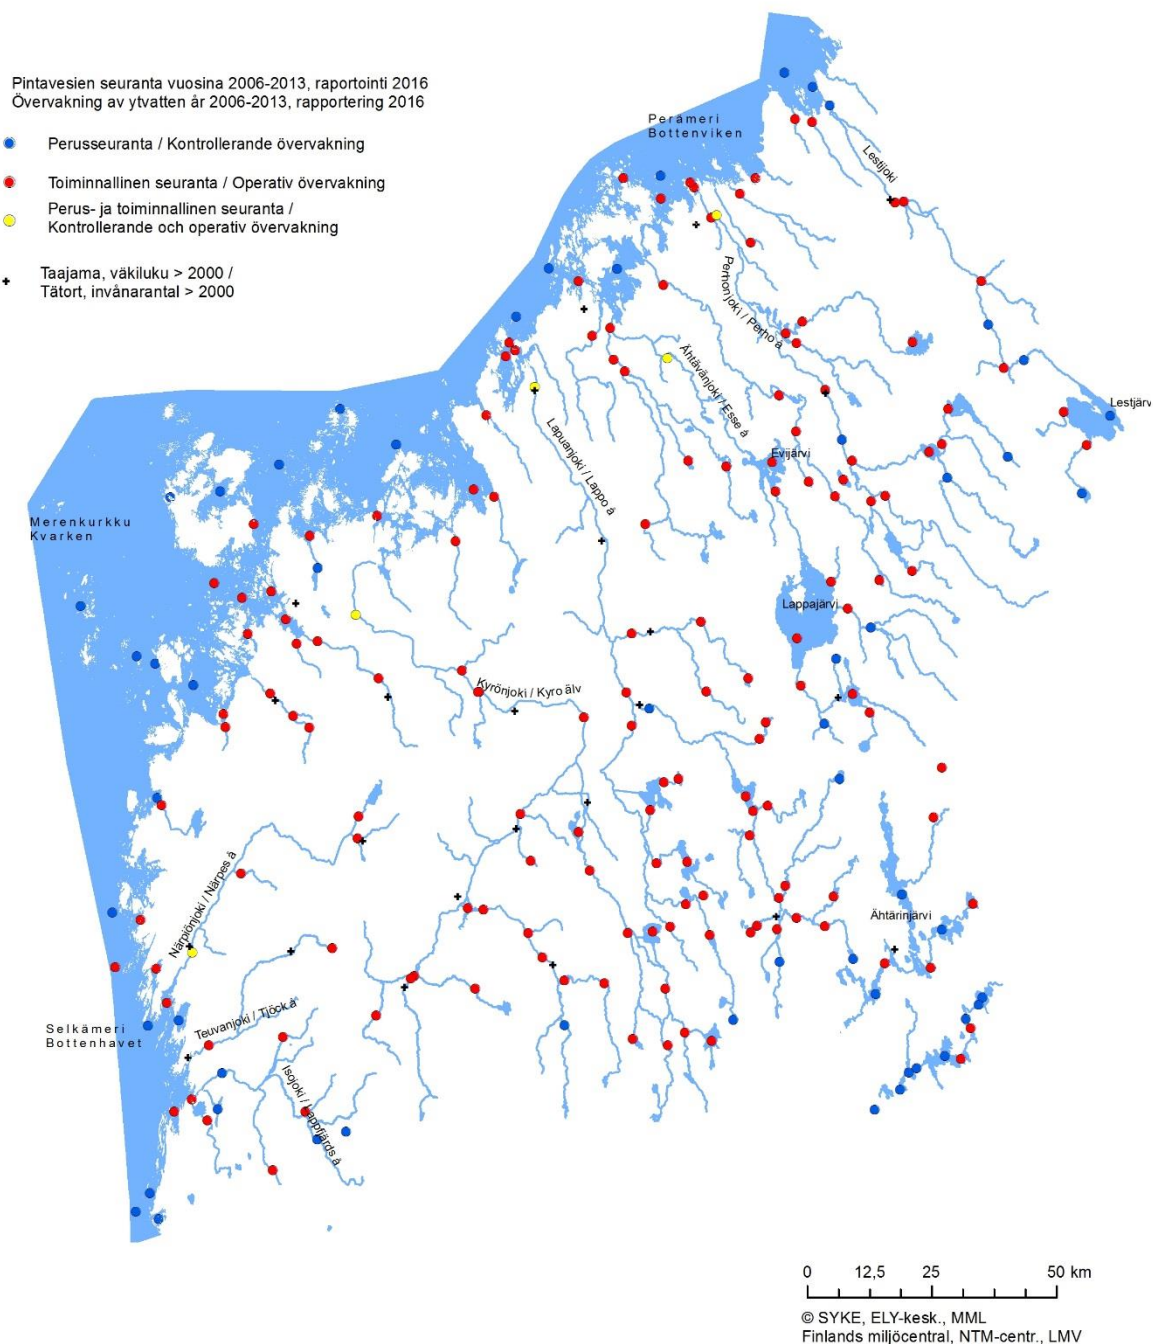 Pintavesien seuranta vuosina 2006-2013, raportointi 2016
Övervakning av ytvatten år 2006-2013, rapportering 2016
Perusseuranta / Kontrollerande övervakning
Toiminnallinen seuranta / Operativ övervakning
Perus- ja toiminnallinen seuranta /
Kontrollerande och operativ övervakning
Taajama, väkiluku > 2000 /
Tätort, invånarantal > 2000
Perämeri
Bottenviken
Lestijoki
Perhonjoki / Perho å
Ähtävänjoki / Esse å
Lestjärv
Lapuanjoki / Lappo å
Evijärvi
Merenkurkku
Kvarken
Lappajärvi
Kyrönjoki / Kyro älv
Närpiönjoki / Närpes å
Ähtärinjärvi
Teuvanjoki / Tjöck å
Selkämeri
Bottenhavet
Isojoki / Lappfjärds å
0 12,5 25 50 km
© SYKE, ELY-kesk., MML
Finlands miljöcentral, NTM-centr., LMV